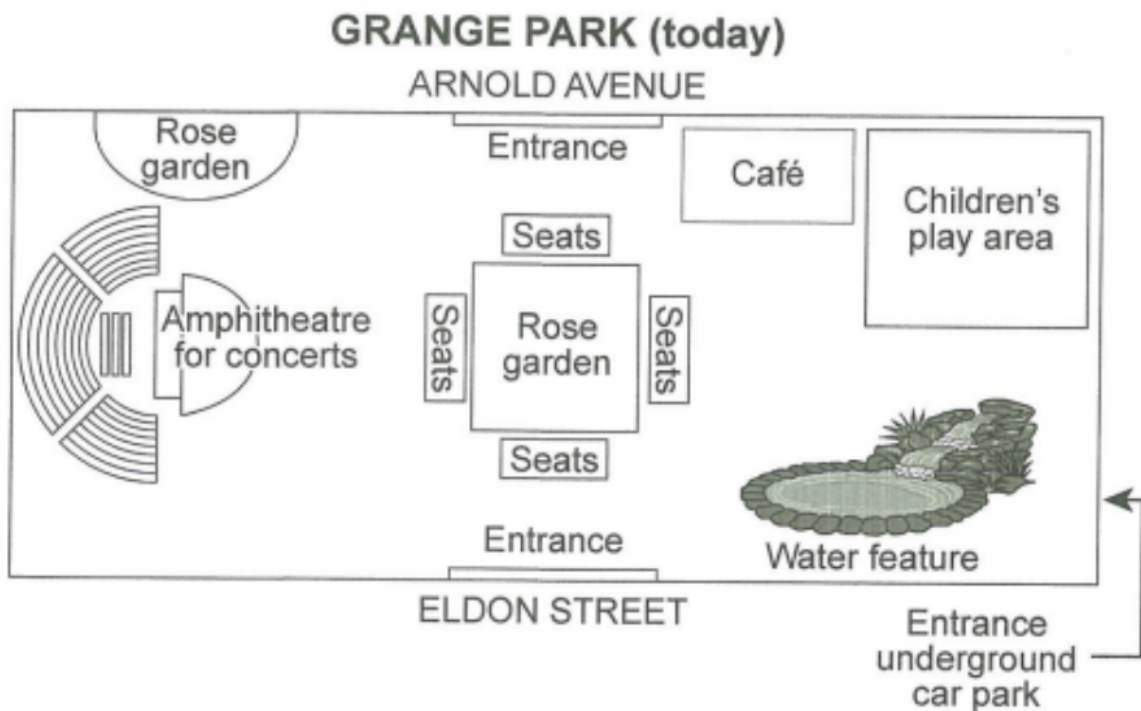 GRANGE PARK (today)
ARNOLD AVENUE
Rose
garden
Entrance
Café
Children's
play area
Seats
Amphitheatre
for concerts
Seats
Rose
garden
Seats
Seats
Entrance
Water feature
ELDON STREET
Entrance
underground
car park